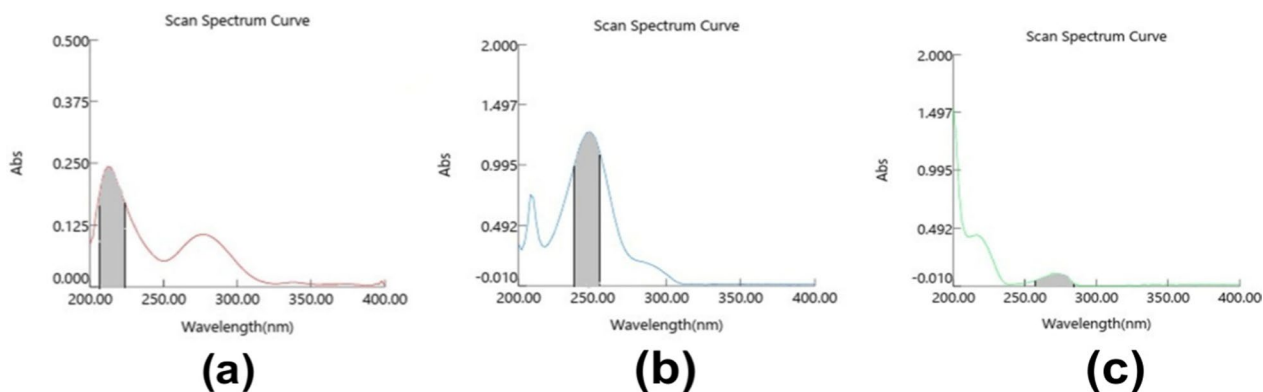 Scan Spectrum Curve
0.500
0.375
0.250
0.125
0.000
Abs
200.00 250.00 300.00 350.00 400.00
Wavelength(nm)
(a)
Scan Spectrum Curve
2.000
1.497
0.995
0.492
-0.010
Abs
200.00 250.00 300.00 350.00 400.00
Wavelength(nm)
(b)
Scan Spectrum Curve
2.000
1.497
0.995
0.492
-0.010
Abs
200.00 250.00 300.00 350.00 400.00
Wavelength(nm)
(c)